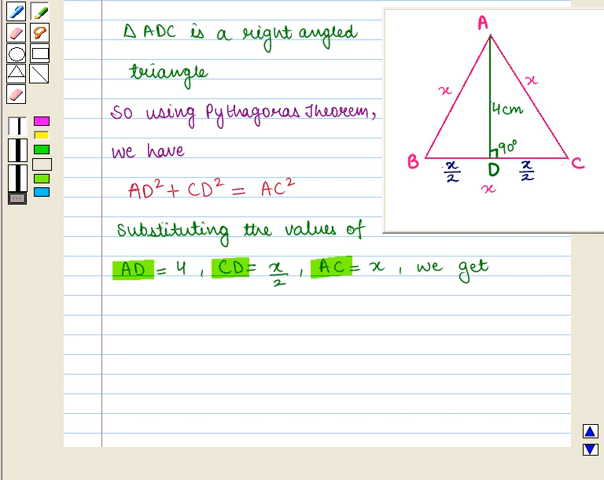 Δ ADC is a right angled
triangle
So using Pythagoras Theorem,
we have
AD² + CD² = AC²
Substituting the values of
AD = 4, CD = x/2, AC = x, we get
A
x
x
4cm
90°
B
C
x/2
D
x/2
x